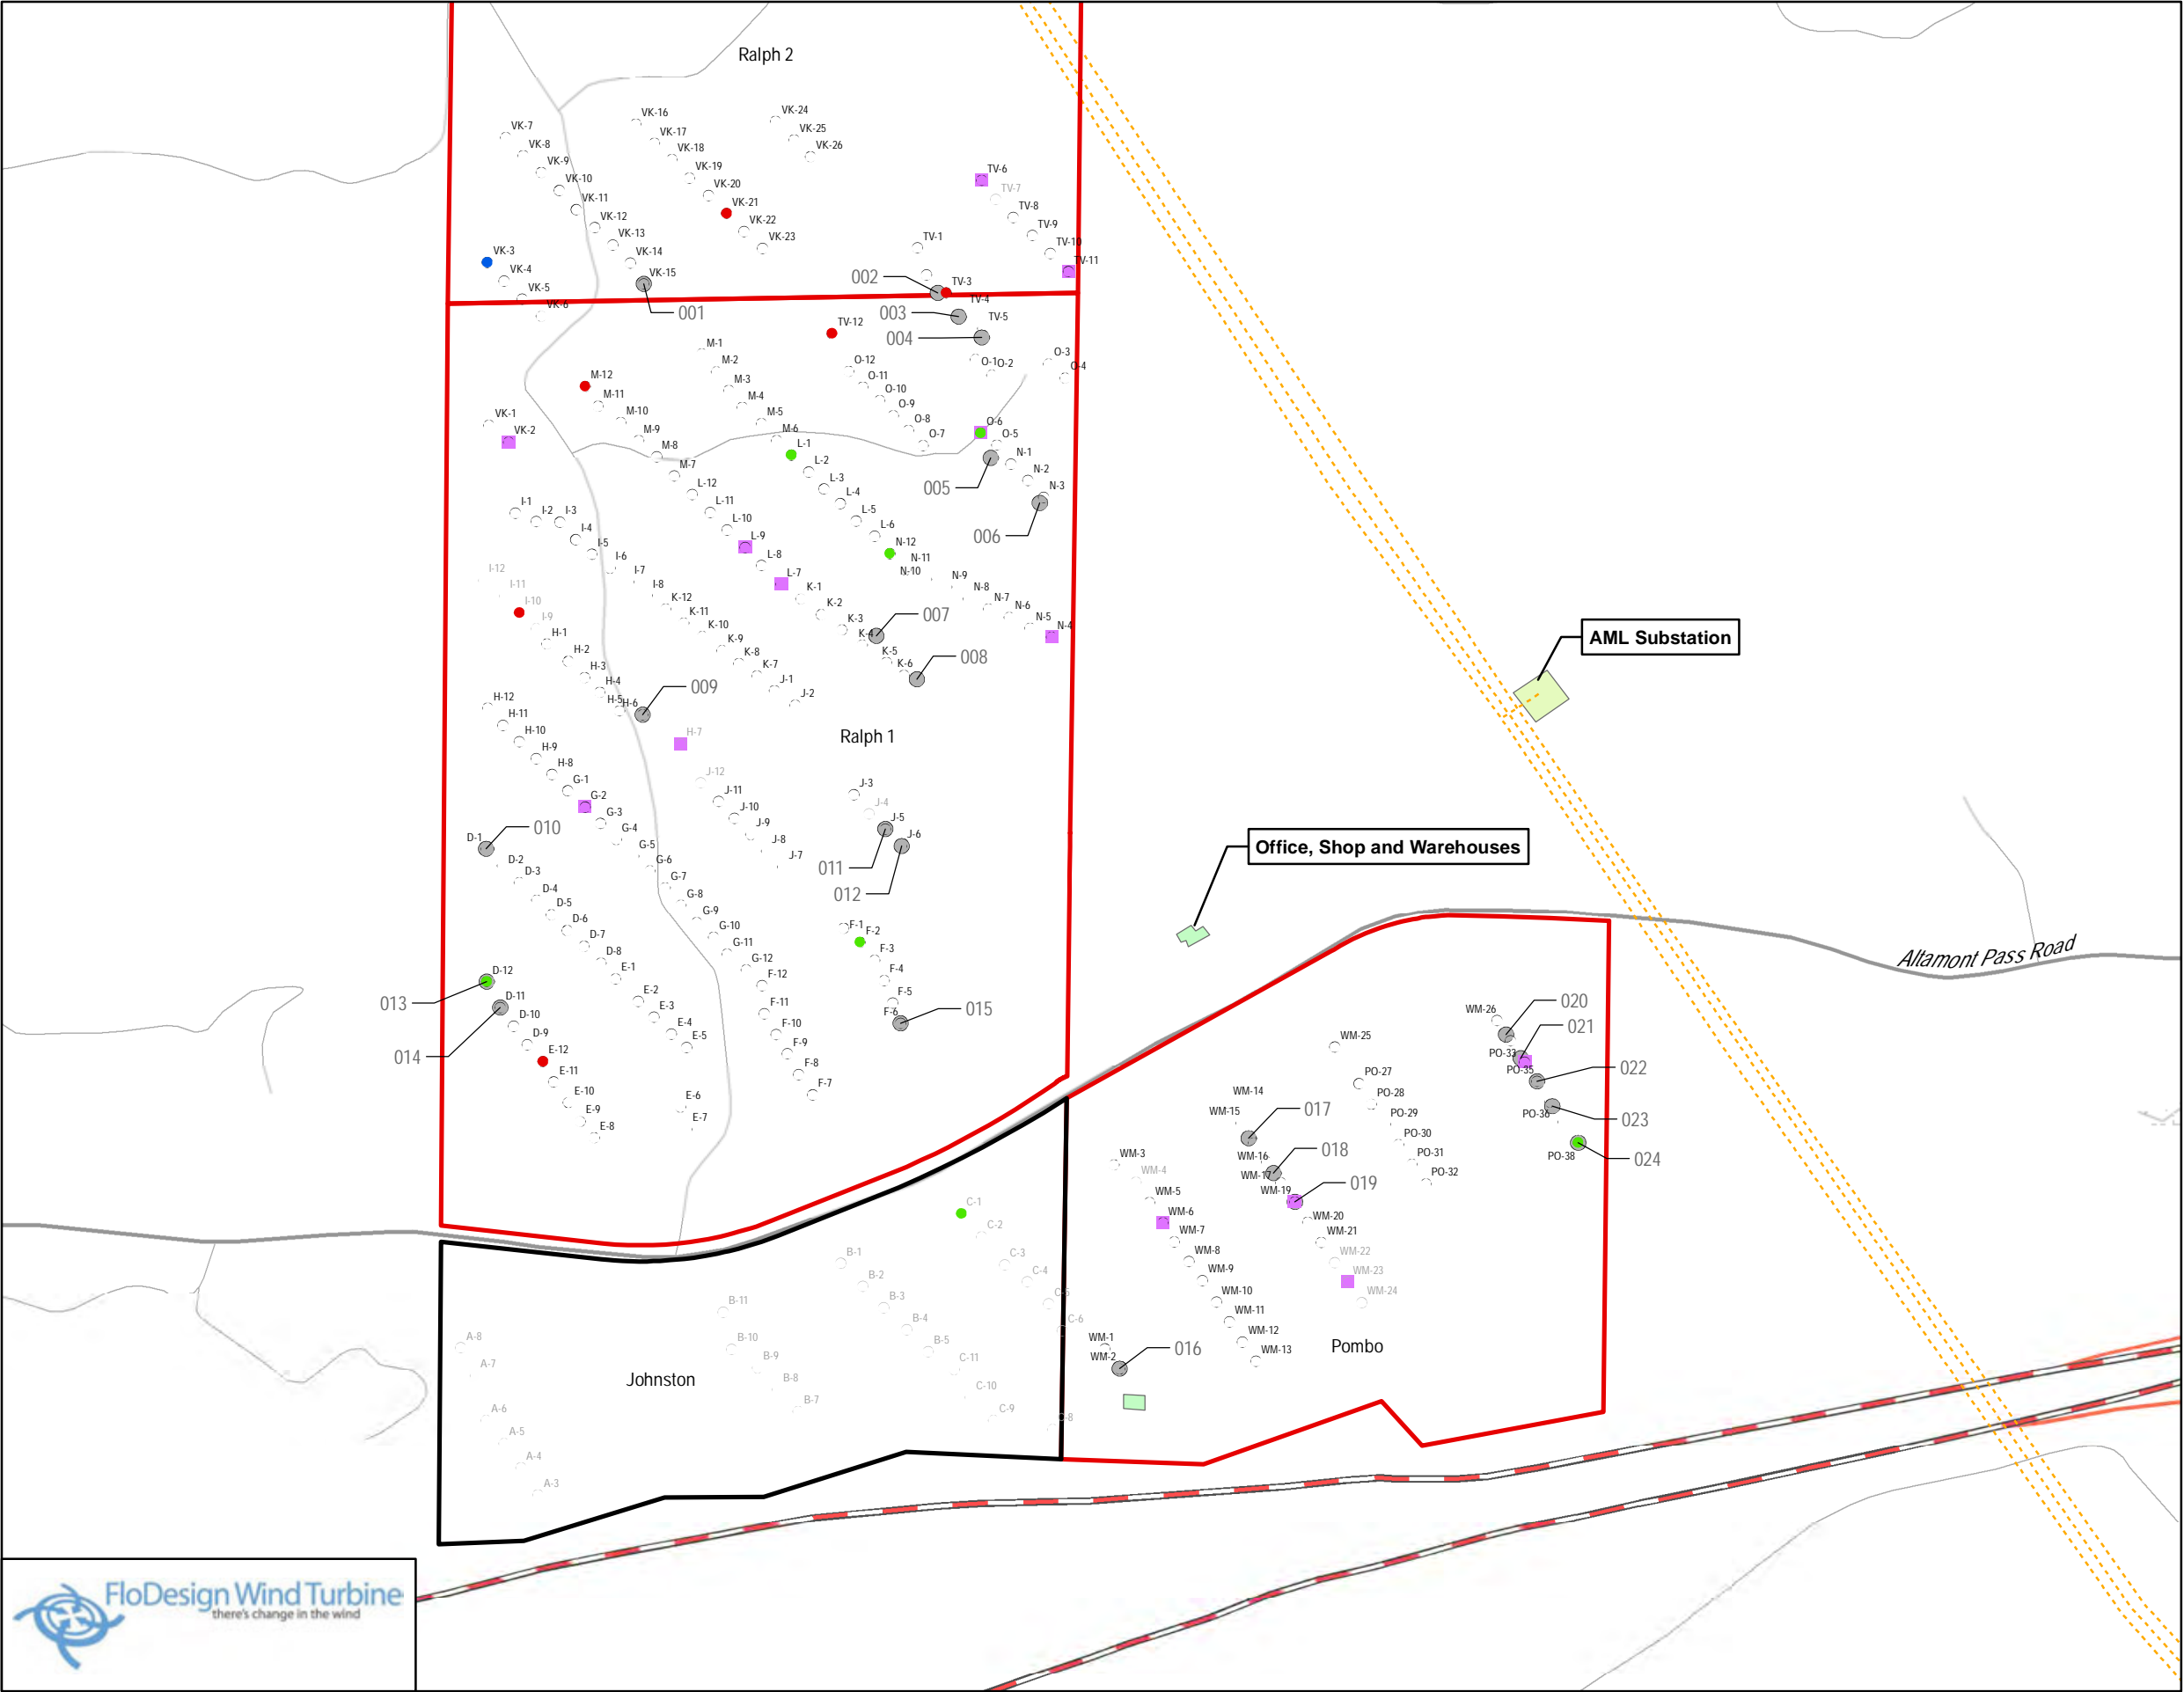 Ralph 2
VK-16
VK-24
VK-7
VK-17
VK-25
VK-8
VK-18
VK-26
VK-9
VK-19
TV-6
VK-10
VK-20
TV-7
VK-11
VK-21
TV-8
VK-12
VK-22
TV-9
VK-13
VK-23
TV-1
TV-10
VK-3
VK-14
TV-11
VK-4
VK-15
002
TV-3
VK-5
TV-4
VK-6
001
003
TV-5
TV-12
004
M-1
O-3
M-2
O-12
O-1
O-2
O-4
M-12
M-3
O-11
M-11
M-4
O-10
M-10
M-5
O-9
VK-1
M-9
M-6
O-8
O-6
VK-2
M-8
L-1
O-7
O-5
M-7
L-2
N-1
L-12
L-3
005
N-2
L-11
L-4
N-3
I-1
I-2
I-3
L-10
L-5
I-4
L-9
L-6
006
I-5
L-8
N-12
I-6
N-11
I-12
I-7
L-7
N-10
N-9
I-11
I-8
K-1
N-8
I-10
K-12
K-2
N-7
I-9
K-11
K-3
007
N-6
H-1
K-10
K-4
N-5
N-4
AML Substation
H-2
K-9
K-5
H-3
K-8
K-6
008
H-4
K-7
H-12
H-5
H-6
009
J-1
H-11
J-2
H-10
H-7
Ralph 1
H-9
H-8
J-12
G-1
J-11
J-3
G-2
J-10
J-4
G-3
J-9
J-5
D-1
010
G-4
J-8
J-6
Office, Shop and Warehouses
D-2
G-5
J-7
D-3
G-6
011
D-4
G-7
012
D-5
G-8
D-6
G-9
D-7
G-10
F-1
F-2
D-8
G-11
F-3
Altamont Pass Road
D-12
E-1
G-12
F-4
013
D-11
E-2
F-12
F-5
D-10
E-3
F-11
F-6
015
WM-26
020
D-9
E-4
F-10
021
014
E-12
E-5
F-9
WM-25
PO-33
E-11
F-8
PO-27
PO-35
022
E-10
E-6
F-7
WM-14
PO-28
E-9
E-7
WM-15
017
PO-29
PO-36
023
E-8
PO-30
WM-3
WM-16
018
PO-31
PO-38
024
WM-4
WM-17
PO-32
WM-5
WM-19
019
C-1
WM-6
WM-20
C-2
WM-7
WM-21
B-1
C-3
WM-8
WM-22
B-2
C-4
WM-9
WM-23
B-11
B-3
C-5
WM-10
WM-24
B-4
C-6
WM-11
A-8
B-10
B-5
WM-1
WM-12
Pombo
A-7
B-9
C-11
WM-2
016
WM-13
Johnston
B-8
C-10
A-6
B-7
C-9
A-5
A-4
A-3
FloDesign Wind Turbine
there's change in the wind